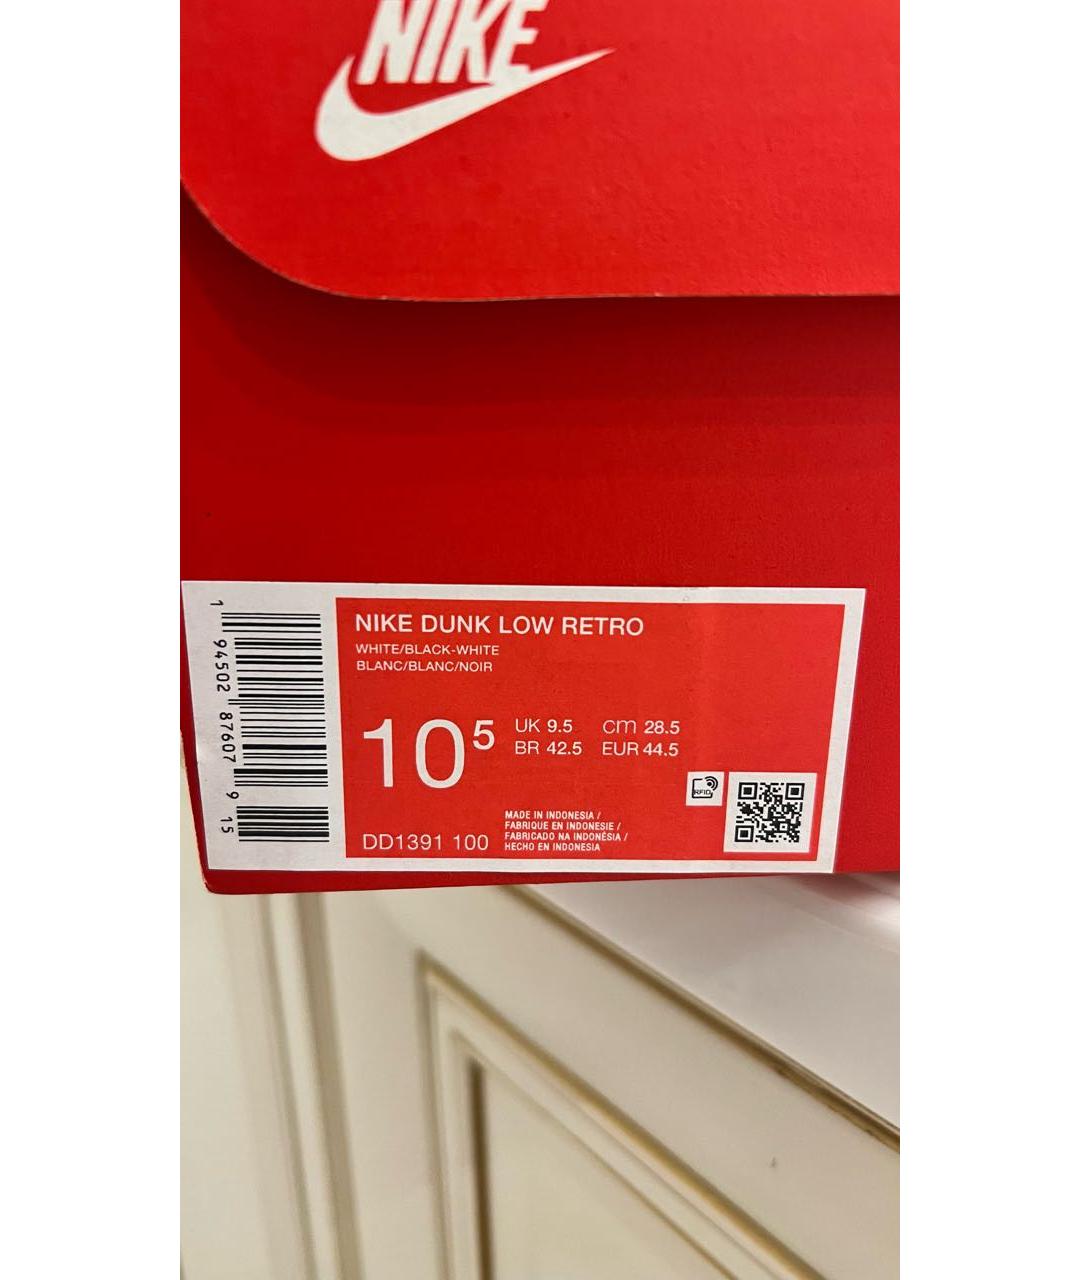 NIKE
NIKE DUNK LOW RETRO
WHITE/BLACK-WHITE
BLANC/BLANC/NOIR
10⁵
UK 9.5 cm 28.5
BR 42.5 EUR 44.5
RFID
DD1391 100
MADE IN INDONESIA /
FABRIQUE EN INDONESIE /
FABRICADO NA INDONÉSIA /
HECHO EN INDONESIA
1 94502 87607 9 15